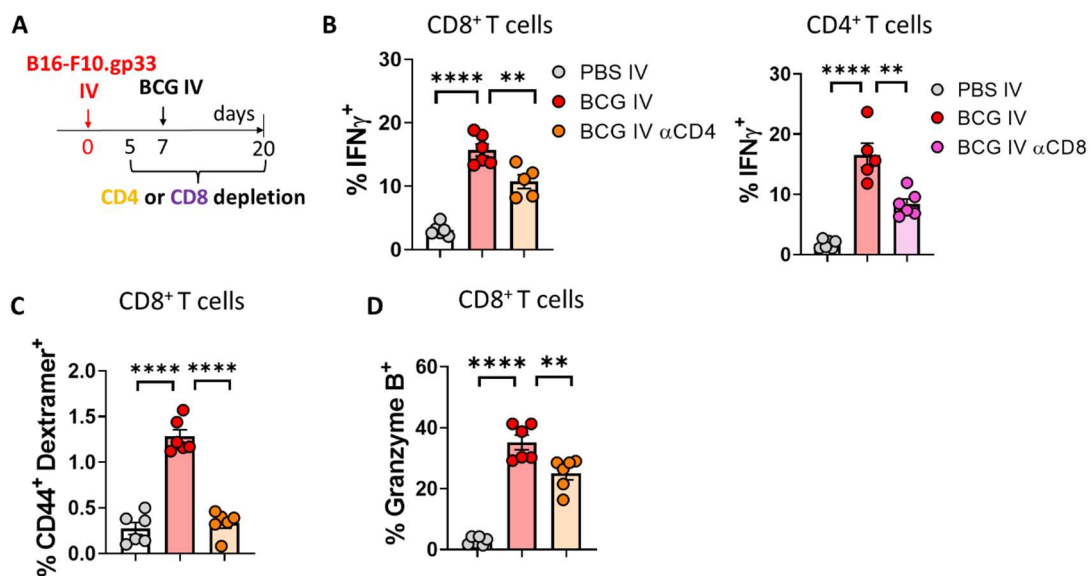 A
B16-F10.gp33
IV
BCG IV
days
0
5
7
20
CD4 or CD8 depletion
B
CD8⁺ T cells
% IFNγ⁺
30
20
10
0
****
**
PBS IV
BCG IV
BCG IV αCD4
CD4⁺ T cells
% IFNγ⁺
30
20
10
0
****
**
PBS IV
BCG IV
BCG IV αCD8
C
CD8⁺ T cells
% CD44⁺ Dextramer⁺
2.0
1.5
1.0
0.5
0.0
****
****
D
CD8⁺ T cells
% Granzyme B⁺
60
40
20
0
****
**